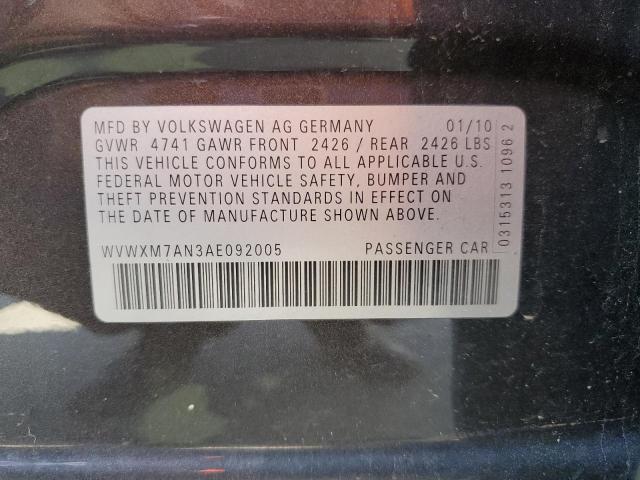 MFD BY VOLKSWAGEN AG GERMANY 01/10
GVWR 4741 GAWR FRONT 2426 / REAR 2426 LBS
THIS VEHICLE CONFORMS TO ALL APPLICABLE U.S.
FEDERAL MOTOR VEHICLE SAFETY, BUMPER AND
THEFT PREVENTION STANDARDS IN EFFECT ON
THE DATE OF MANUFACTURE SHOWN ABOVE.
WVWXM7AN3AE092005 PASSENGER CAR
0315313 1096 2